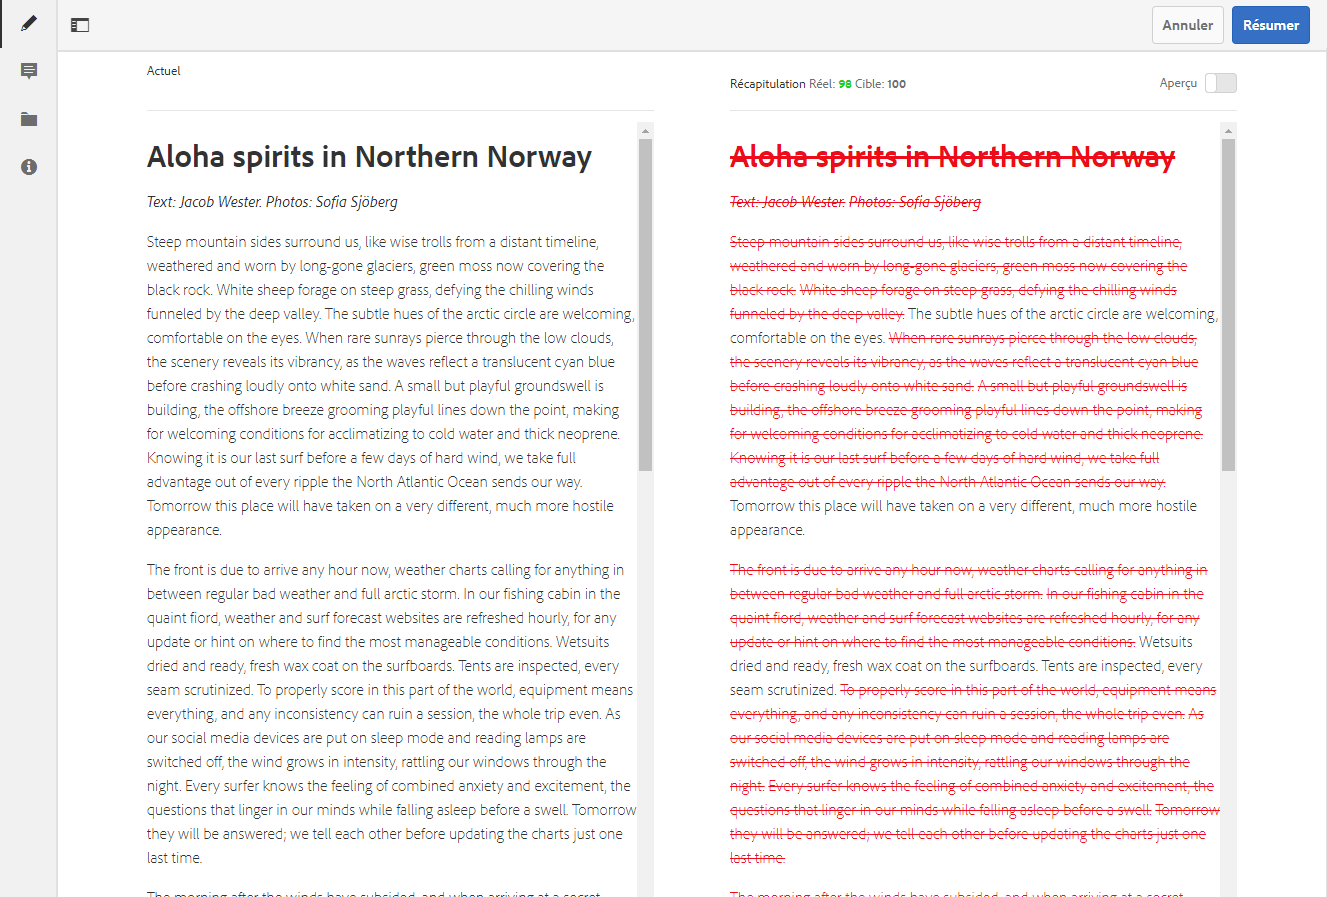 Annuler
Résumer
Actuel
Récapitulation Réel: 98 Cible: 100
Aperçu
Aloha spirits in Northern Norway
Text: Jacob Wester. Photos: Sofia Sjöberg
Steep mountain sides surround us, like wise trolls from a distant timeline,
weathered and worn by long-gone glaciers, green moss now covering the
black rock. White sheep forage on steep grass, defying the chilling winds
funneled by the deep valley. The subtle hues of the arctic circle are welcoming,
comfortable on the eyes. When rare sunrays pierce through the low clouds,
the scenery reveals its vibrancy, as the waves reflect a translucent cyan blue
before crashing loudly onto white sand. A small but playful groundswell is
building, the offshore breeze grooming playful lines down the point, making
for welcoming conditions for acclimatizing to cold water and thick neoprene.
Knowing it is our last surf before a few days of hard wind, we take full
advantage out of every ripple the North Atlantic Ocean sends our way.
Tomorrow this place will have taken on a very different, much more hostile
appearance.
The front is due to arrive any hour now, weather charts calling for anything in
between regular bad weather and full arctic storm. In our fishing cabin in the
quaint fiord, weather and surf forecast websites are refreshed hourly, for any
update or hint on where to find the most manageable conditions. Wetsuits
dried and ready, fresh wax coat on the surfboards. Tents are inspected, every
seam scrutinized. To properly score in this part of the world, equipment means
everything, and any inconsistency can ruin a session, the whole trip even. As
our social media devices are put on sleep mode and reading lamps are
switched off, the wind grows in intensity, rattling our windows through the
night. Every surfer knows the feeling of combined anxiety and excitement, the
questions that linger in our minds while falling asleep before a swell. Tomorrow
they will be answered; we tell each other before updating the charts just one
last time.
The morning after the winds have subsided, and when arriving at a secret
Aloha spirits in Northern Norway
Text: Jacob Wester. Photos: Sofia Sjöberg
Steep mountain sides surround us, like wise trolls from a distant timeline,
weathered and worn by long-gone glaciers, green moss now covering the
black rock. White sheep forage on steep grass, defying the chilling winds
funneled by the deep valley. The subtle hues of the arctic circle are welcoming,
comfortable on the eyes. When rare sunrays pierce through the low clouds,
the scenery reveals its vibrancy, as the waves reflect a translucent cyan blue
before crashing loudly onto white sand. A small but playful groundswell is
building, the offshore breeze grooming playful lines down the point, making
for welcoming conditions for acclimatizing to cold water and thick neoprene.
Knowing it is our last surf before a few days of hard wind, we take full
advantage out of every ripple the North Atlantic Ocean sends our way.
Tomorrow this place will have taken on a very different, much more hostile
appearance.
The front is due to arrive any hour now, weather charts calling for anything in
between regular bad weather and full arctic storm. In our fishing cabin in the
quaint fiord, weather and surf forecast websites are refreshed hourly, for any
update or hint on where to find the most manageable conditions. Wetsuits
dried and ready, fresh wax coat on the surfboards. Tents are inspected, every
seam scrutinized. To properly score in this part of the world, equipment means
everything, and any inconsistency can ruin a session, the whole trip even. As
our social media devices are put on sleep mode and reading lamps are
switched off, the wind grows in intensity, rattling our windows through the
night. Every surfer knows the feeling of combined anxiety and excitement, the
questions that linger in our minds while falling asleep before a swell. Tomorrow
they will be answered; we tell each other before updating the charts just one
last time.
The morning after the winds have subsided, and when arriving at a secret